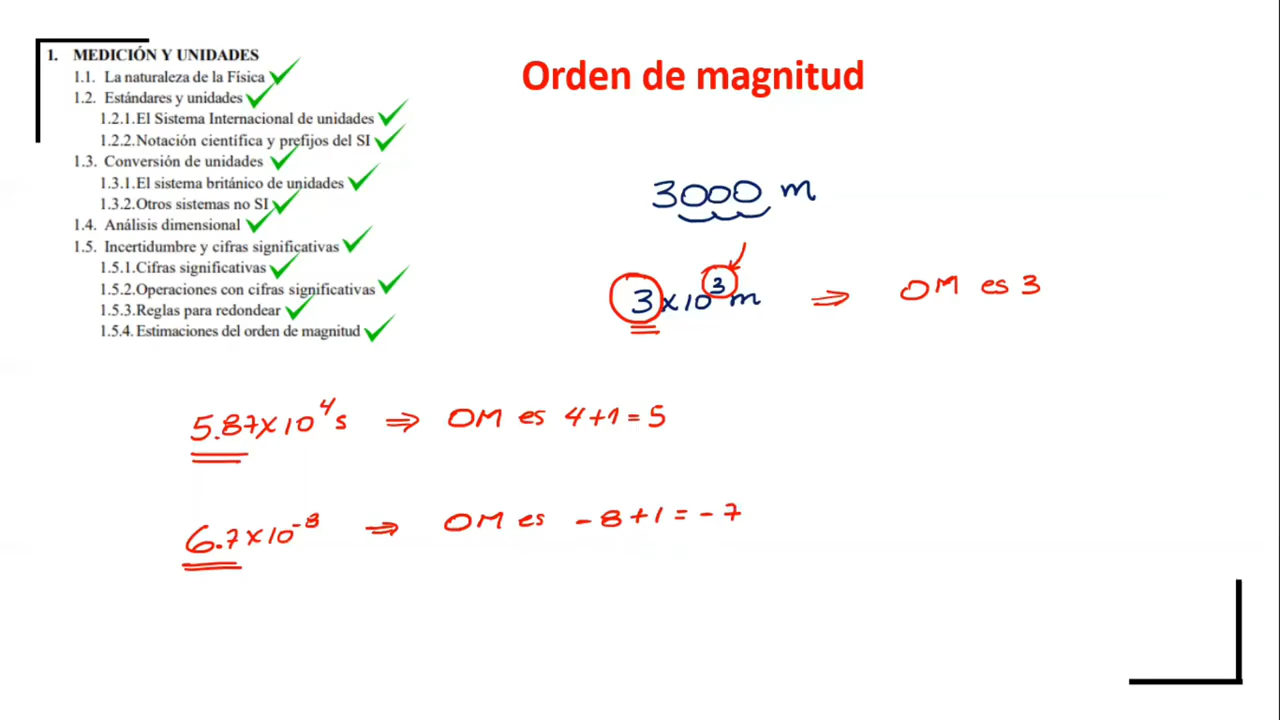 1. MEDICIÓN Y UNIDADES
1.1. La naturaleza de la Física
1.2. Estándares y unidades
1.2.1.El Sistema Internacional de unidades
1.2.2.Notación científica y prefijos del SI
1.3. Conversión de unidades
1.3.1.El sistema británico de unidades
1.3.2.Otros sistemas no SI
1.4. Análisis dimensional
1.5. Incertidumbre y cifras significativas
1.5.1.Cifras significativas
1.5.2.Operaciones con cifras significativas
1.5.3.Reglas para redondear
1.5.4.Estimaciones del orden de magnitud
Orden de magnitud
3000 m
3×10³m ⇒ OM es 3
5.87×10⁴s ⇒ OM es 4+1=5
6.7×10⁻⁸ ⇒ OM es -8+1=-7